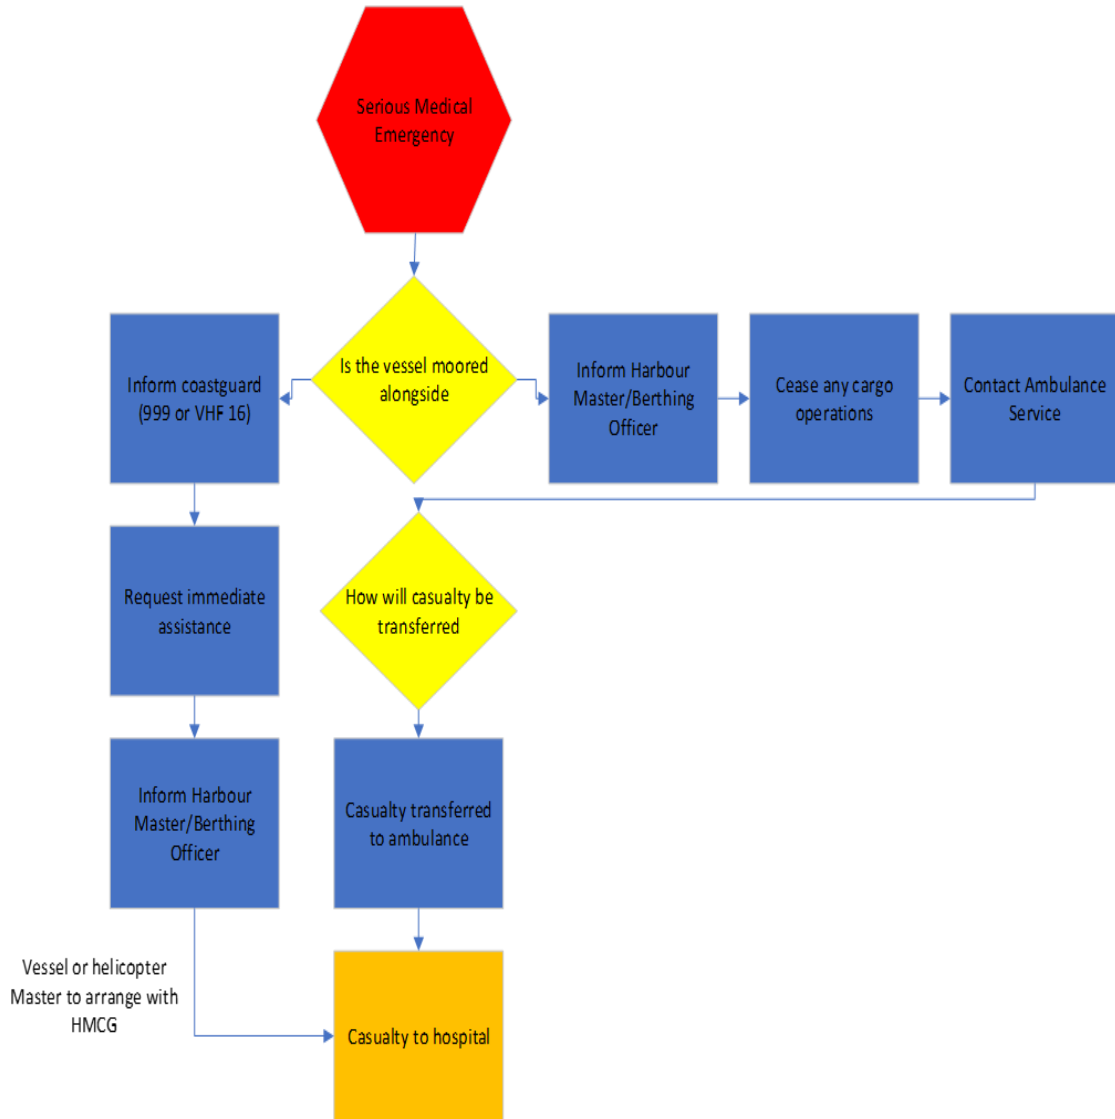 Serious Medical
Emergency
Is the vessel moored
alongside
Inform coastguard
(999 or VHF 16)
Inform Harbour
Master/Berthing
Officer
Cease any cargo
operations
Contact Ambulance
Service
Request immediate
assistance
How will casualty be
transferred
Inform Harbour
Master/Berthing
Officer
Casualty transferred
to ambulance
Vessel or helicopter
Master to arrange with
HMCG
Casualty to hospital